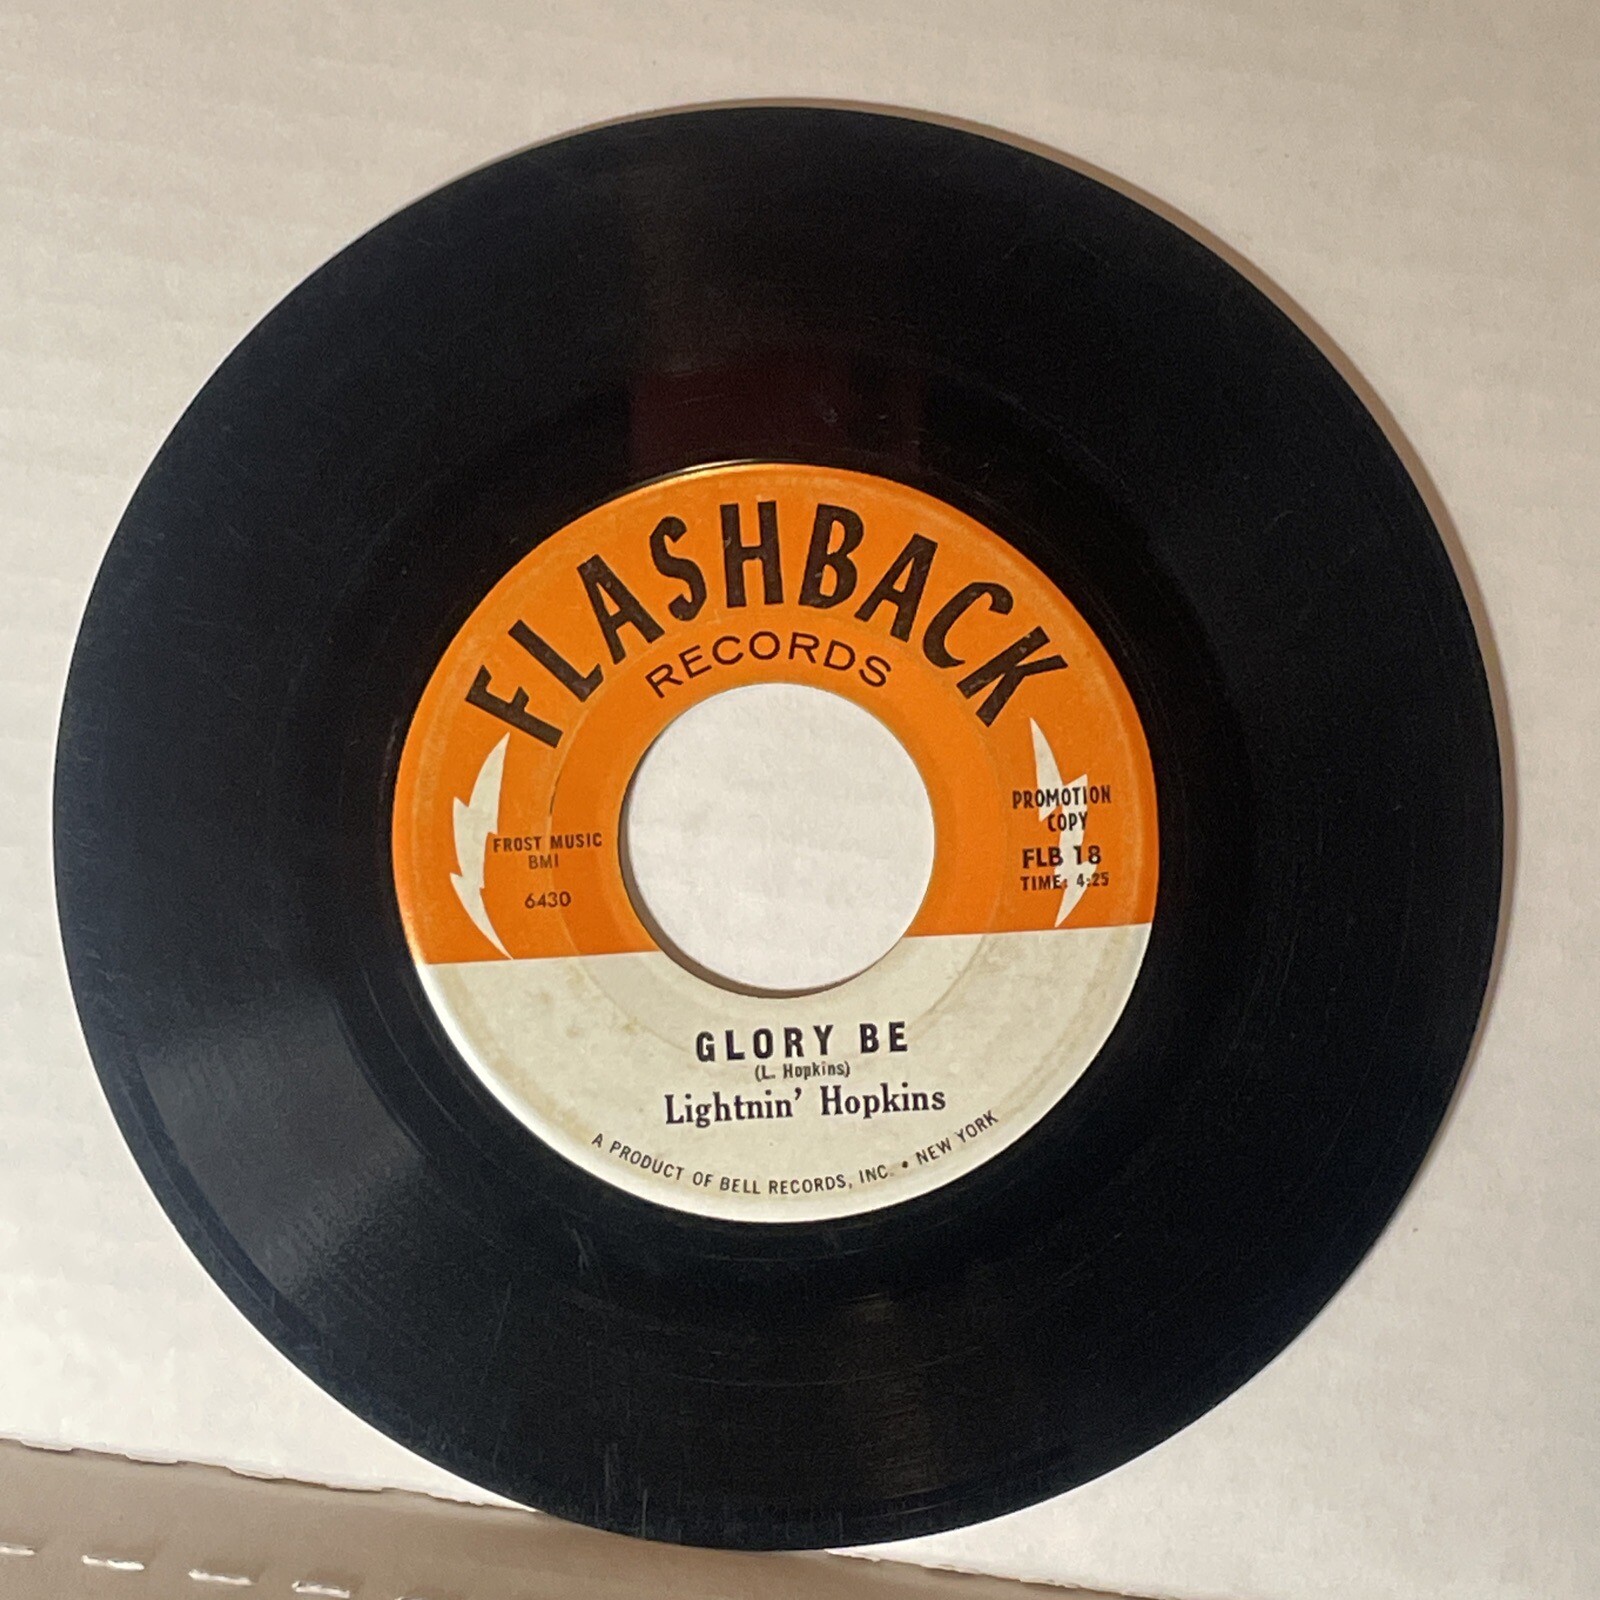 FLASHBACK
RECORDS
FROST MUSIC
BMI
6430
PROMOTION
COPY
FLB 18
TIME: 4:25
GLORY BE
(L. Hopkins)
Lightnin' Hopkins
A PRODUCT OF BELL RECORDS, INC. • NEW YORK